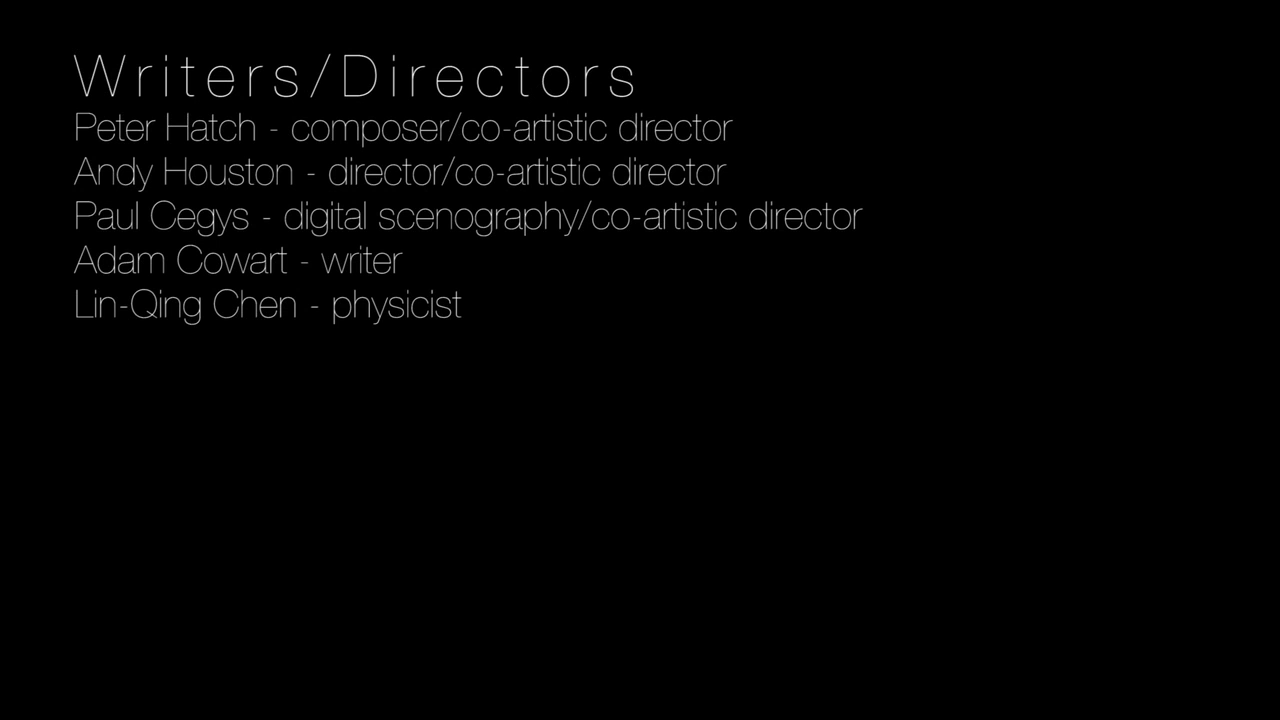 Writers/Directors
Peter Hatch - composer/co-artistic director
Andy Houston - director/co-artistic director
Paul Cegys - digital scenography/co-artistic director
Adam Cowart - writer
Lin-Qing Chen - physicist